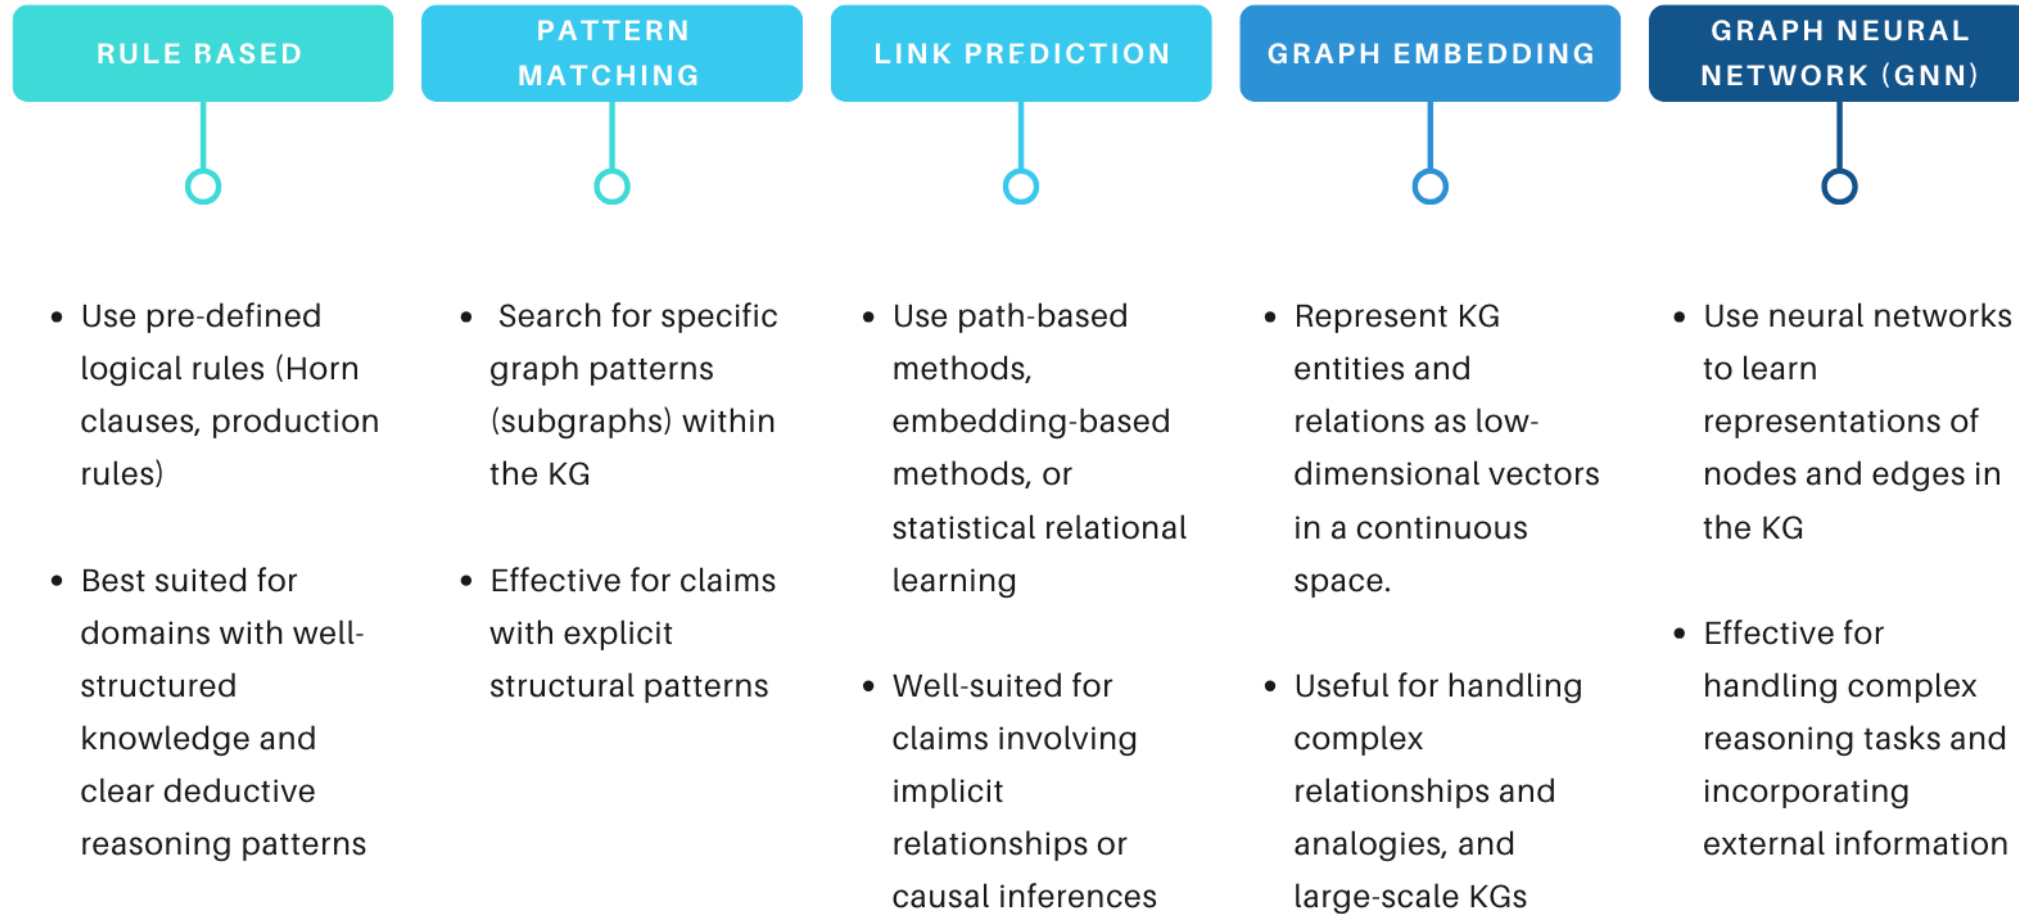 RULE BASED
Use pre-defined
logical rules (Horn
clauses, production
rules)
Best suited for
domains with well-
structured
knowledge and
clear deductive
reasoning patterns
PATTERN
MATCHING
Search for specific
graph patterns
(subgraphs) within
the KG
Effective for claims
with explicit
structural patterns
LINK PREDICTION
Use path-based
methods,
embedding-based
methods, or
statistical relational
learning
Well-suited for
claims involving
implicit
relationships or
causal inferences
GRAPH EMBEDDING
Represent KG
entities and
relations as low-
dimensional vectors
in a continuous
space.
Useful for handling
complex
relationships and
analogies, and
large-scale KGs
GRAPH NEURAL
NETWORK (GNN)
Use neural networks
to learn
representations of
nodes and edges in
the KG
Effective for
handling complex
reasoning tasks and
incorporating
external information